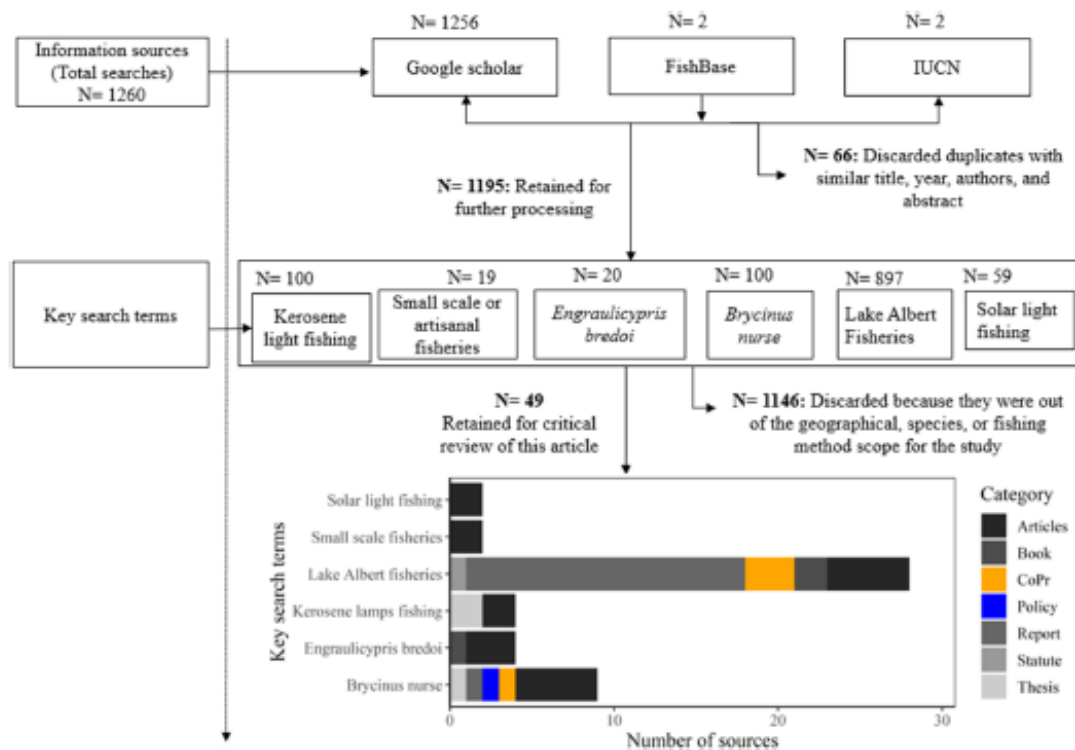 N= 1256
N= 2
N= 2
Information sources
(Total searches)
N= 1260
Google scholar
FishBase
IUCN
N= 66: Discarded duplicates with
similar title, year, authors, and
abstract
N= 1195: Retained for
further processing
Key search terms
N= 100
N= 19
N= 20
N= 100
N= 897
N= 59
Kerosene
light fishing
Small scale or
artisanal
fisheries
Engraulicypris
bredoi
Brycinus
nurse
Lake Albert
Fisheries
Solar light
fishing
N= 49
Retained for critical
review of this article
N= 1146: Discarded because they were out
of the geographical, species, or fishing
method scope for the study
Key search terms
Solar light fishing
Small scale fisheries
Lake Albert fisheries
Kerosene lamps fishing
Engraulicypris bredoi
Brycinus nurse
0
10
20
30
Number of sources
Category
Articles
Book
CoPr
Policy
Report
Statute
Thesis